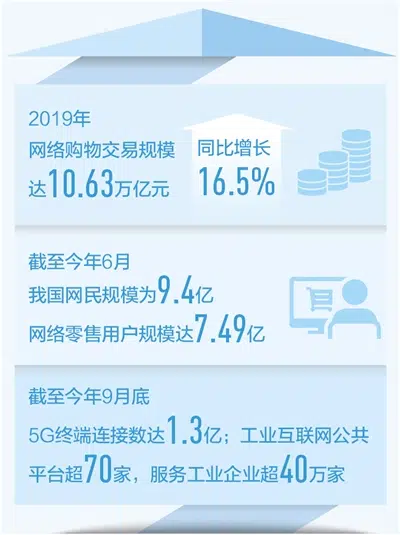 2019年
网络购物交易规模
达10.63万亿元
同比增长
16.5%
截至今年6月
我国网民规模为9.4亿
网络零售用户规模达7.49亿
截至今年9月底
5G终端连接数达1.3亿；工业互联网公共
平台超70家，服务工业企业超40万家